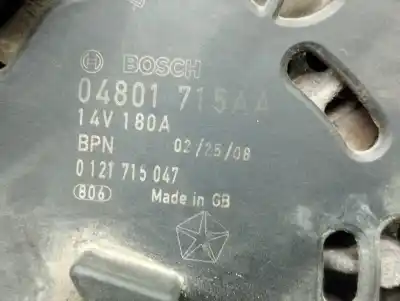 BOSCH
04801 715AA
14V 180A
BPN 02/25/08
0 121 715 047
806 Made in GB